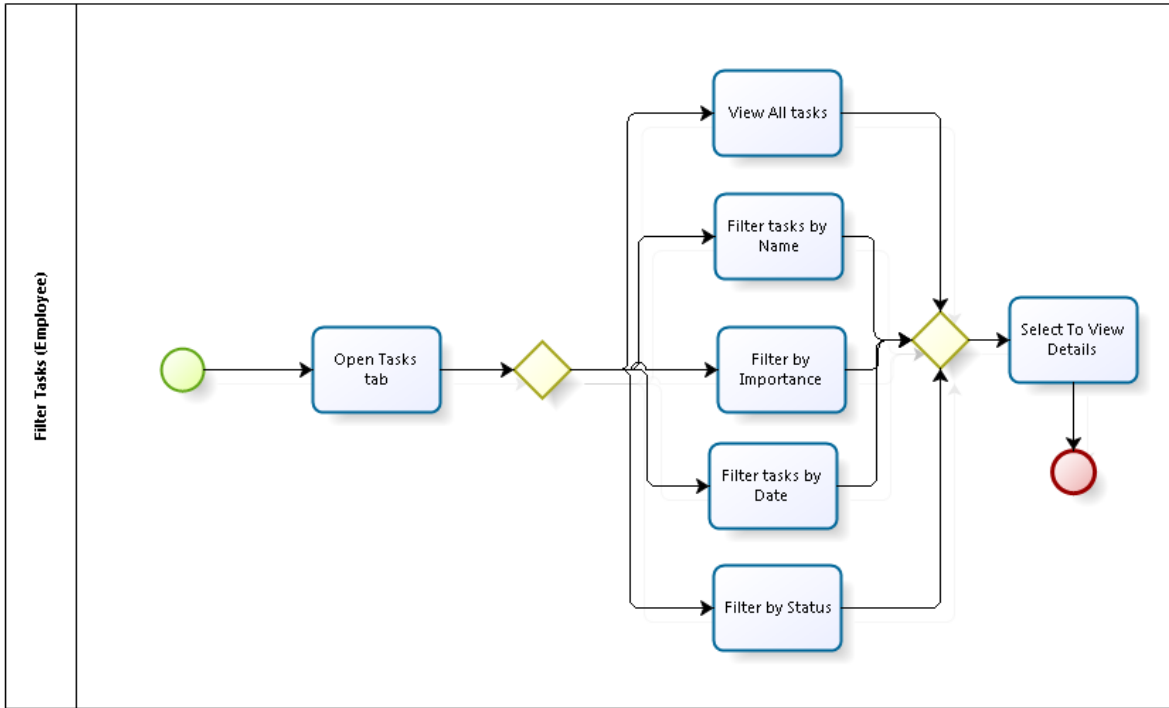 Filter Tasks (Employee)
Open Tasks
tab
View All tasks
Filter tasks by
Name
Filter by
Importance
Filter tasks by
Date
Filter by Status
Select To View
Details